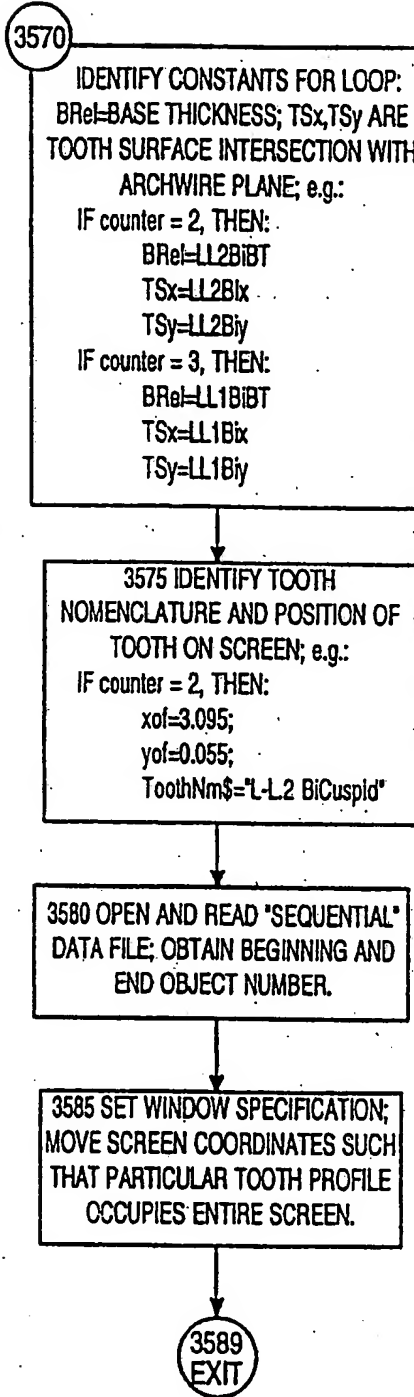 3570
IDENTIFY CONSTANTS FOR LOOP:
BRel=BASE THICKNESS; TSx,TSy ARE
TOOTH SURFACE INTERSECTION WITH
ARCHWIRE PLANE; e.g.:
IF counter = 2, THEN:
BRel=LL2BiBT
TSx=LL2BIx
TSy=LL2Biy
IF counter = 3, THEN:
BRel=LL1BiBT
TSx=LL1Bix
TSy=LL1Biy
3575 IDENTIFY TOOTH
NOMENCLATURE AND POSITION OF
TOOTH ON SCREEN; e.g.:
IF counter = 2, THEN:
xof=3.095;
yof=0.055;
ToothNm$="L-L.2 BiCuspid"
3580 OPEN AND READ "SEQUENTIAL"
DATA FILE; OBTAIN BEGINNING AND
END OBJECT NUMBER.
3585 SET WINDOW SPECIFICATION;
MOVE SCREEN COORDINATES SUCH
THAT PARTICULAR TOOTH PROFILE
OCCUPIES ENTIRE SCREEN.
3589
EXIT